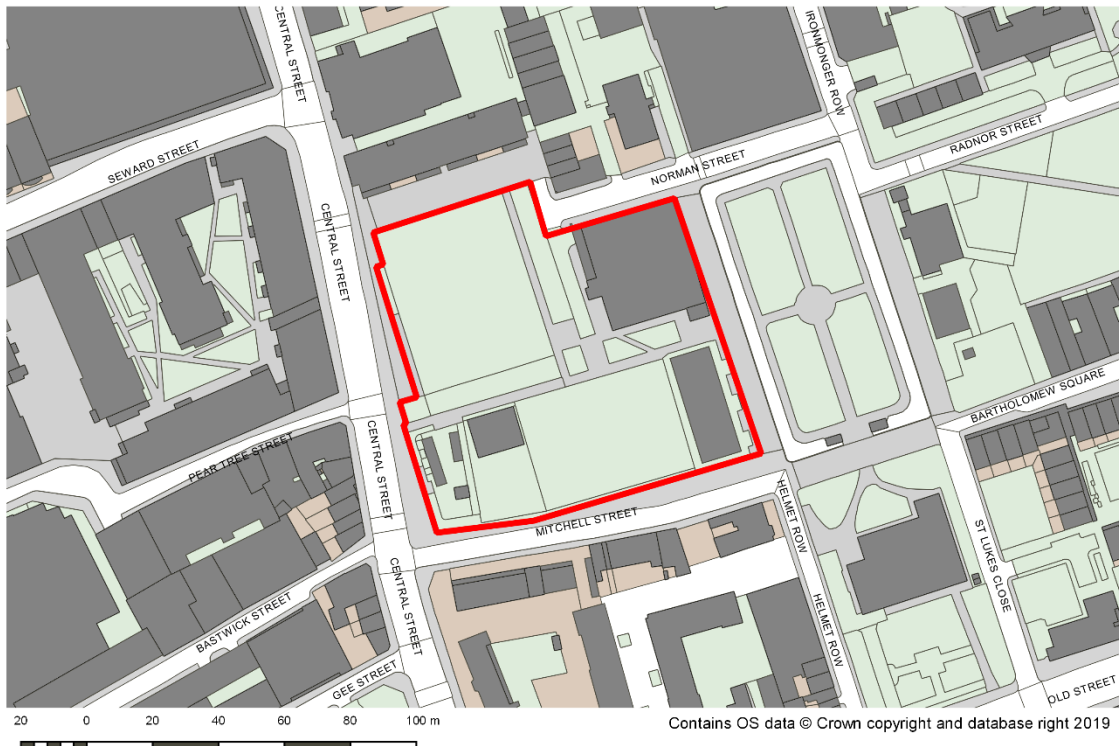 CENTRAL STREET
IRONMONGER ROW
SEWARD STREET
RADNOR STREET
NORMAN STREET
CENTRAL STREET
BARTHOLOMEW SQUARE
PEAR TREE STREET
CENTRAL STREET
HELMET ROW
MITCHELL STREET
ST LUKES CLOSE
CENTRAL STREET
BASTWICK STREET
HELMET ROW
GEE STREET
OLD STREET
20 0 20 40 60 80 100 m
Contains OS data © Crown copyright and database right 2019